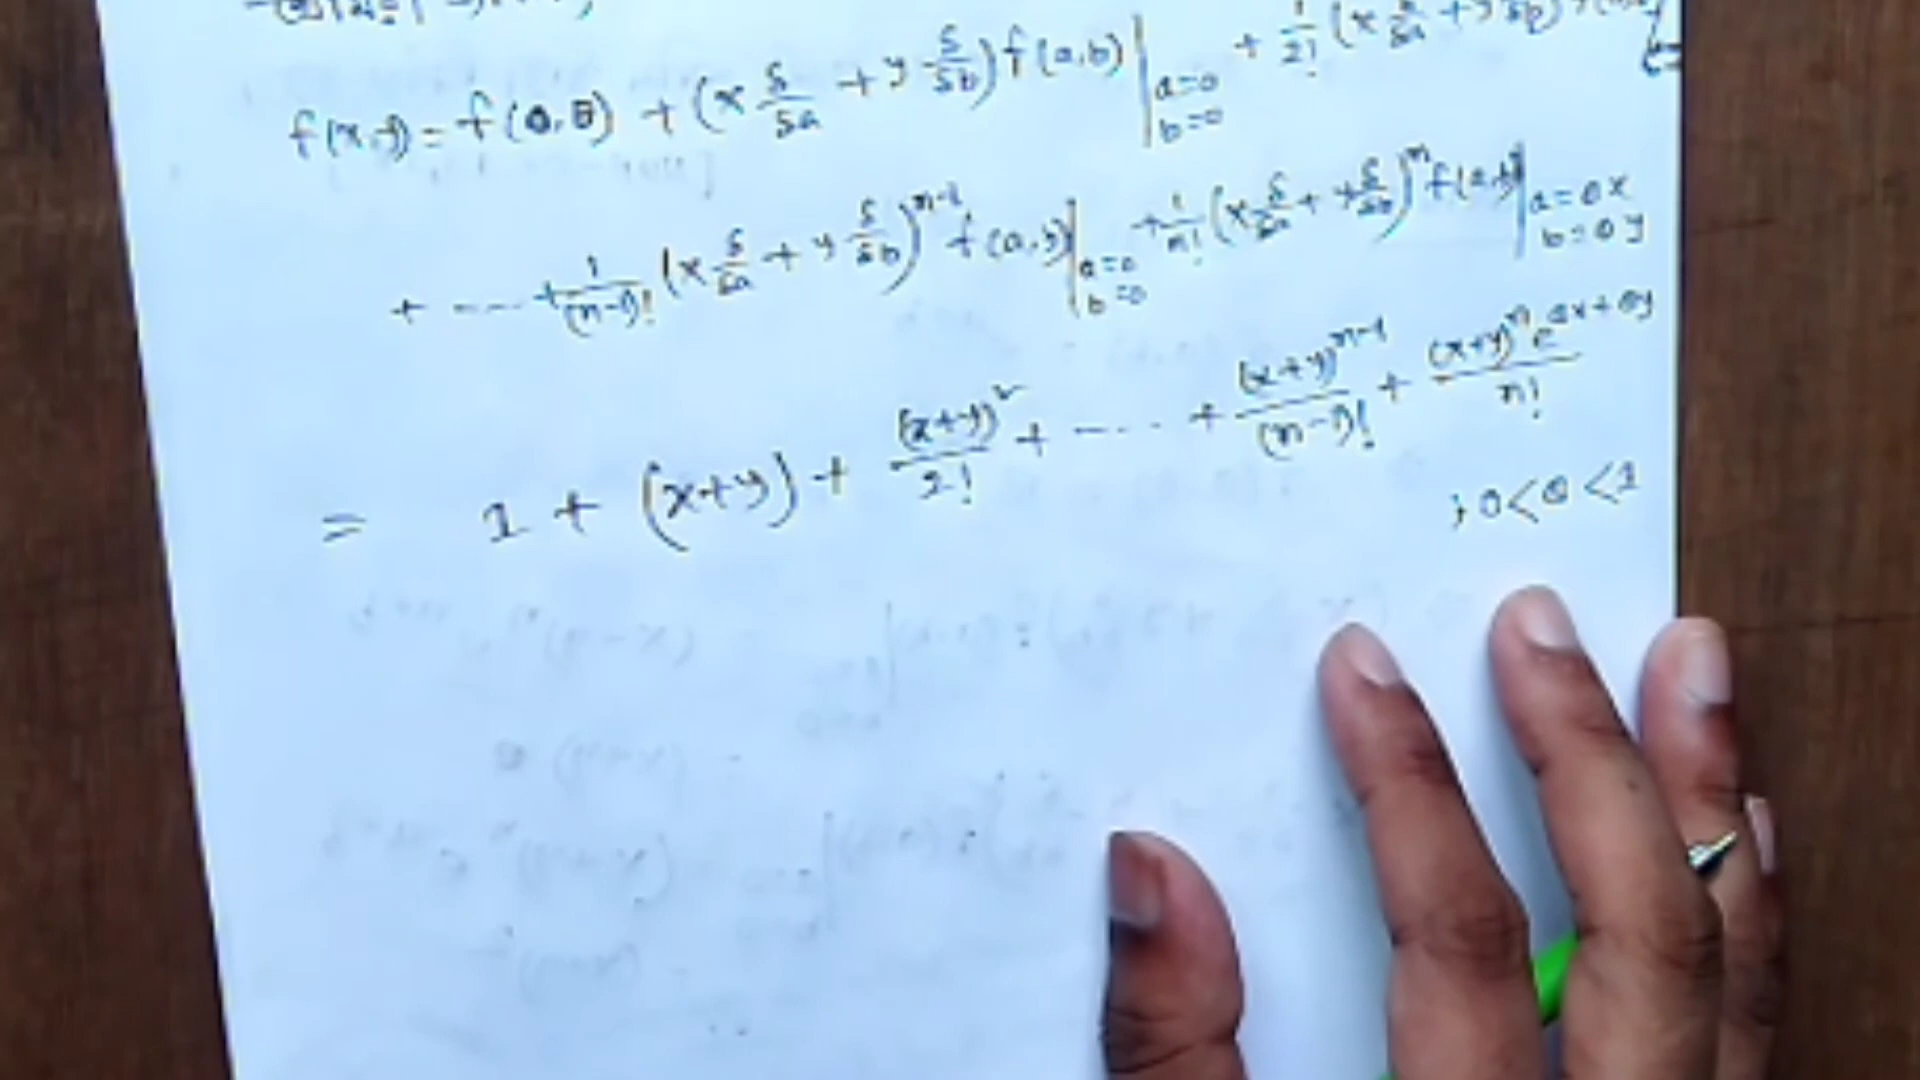 f(x,y) = f(0,0) + (x δ/δa + y δ/δb) f(a,b) | a=0 b=0 + 1/2! (x δ/δa + y
+ ---- + 1/(n-1)! (x δ/δa + y δ/δb)^{n-1} f(a,b) | a=0 b=0 + 1/n! (x δ/δa + y δ/δb)^n f(a,b) | a=θx b=θy
= 1 + (x+y) + (x+y)^2/2! + ---- + (x+y)^{n-1}/(n-1)! + (x+y)^n e^{θx+θy}/n!
; 0<θ<1